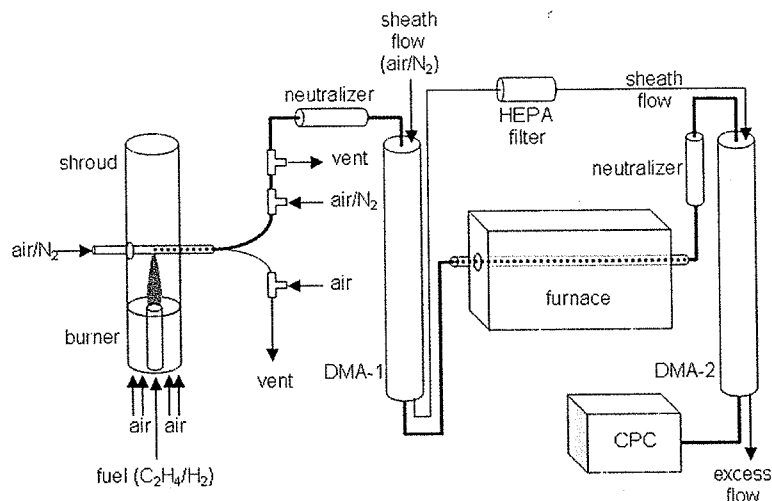 sheath
flow
(air/N₂)
neutralizer
HEPA
filter
sheath
flow
shroud
vent
air/N₂
neutralizer
air/N₂
air
furnace
burner
vent
DMA-1
DMA-2
air
air
CPC
fuel (C₂H₄/H₂)
excess
flow